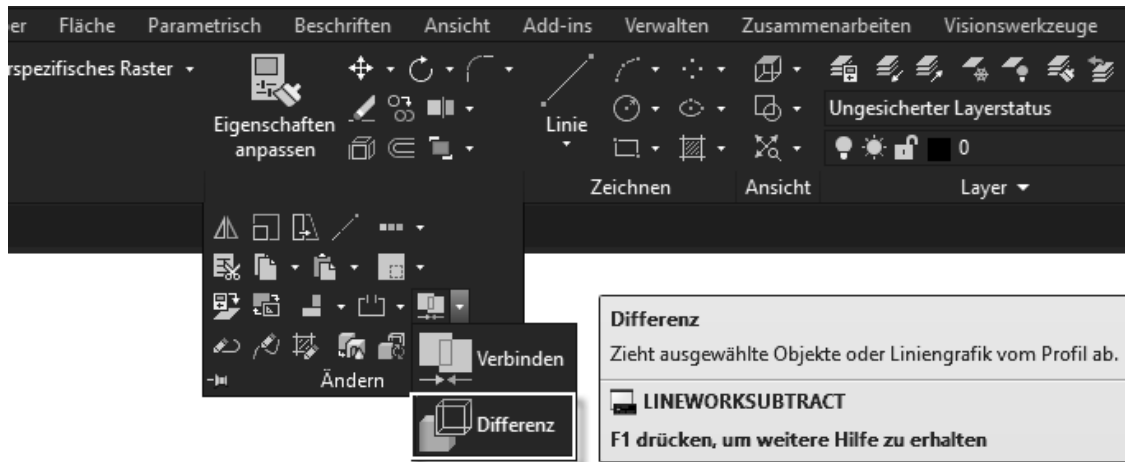 er Fläche Parametrisch Beschriften Ansicht Add-ins Verwalten Zusammenarbeiten Visionswerkzeuge
rspezifisches Raster
Eigenschaften
anpassen
Linie
Ungesicherter Layerstatus
0
Zeichnen Ansicht Layer
Ändern
Verbinden
Differenz
Differenz
Zieht ausgewählte Objekte oder Liniengrafik vom Profil ab.
LINEWORKSUBTRACT
F1 drücken, um weitere Hilfe zu erhalten